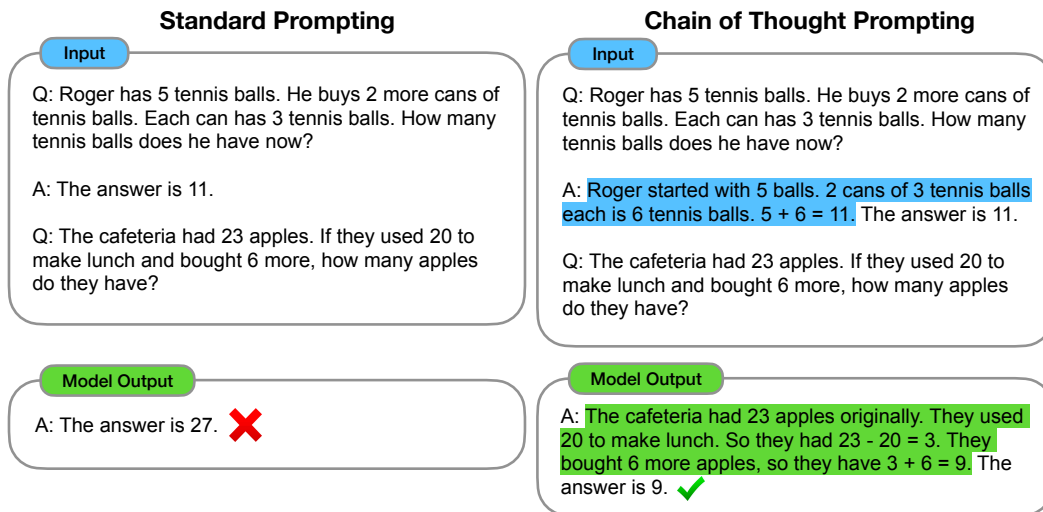 Standard Prompting
Input
Q: Roger has 5 tennis balls. He buys 2 more cans of
tennis balls. Each can has 3 tennis balls. How many
tennis balls does he have now?
A: The answer is 11.
Q: The cafeteria had 23 apples. If they used 20 to
make lunch and bought 6 more, how many apples
do they have?
Model Output
A: The answer is 27.
Chain of Thought Prompting
Input
Q: Roger has 5 tennis balls. He buys 2 more cans of
tennis balls. Each can has 3 tennis balls. How many
tennis balls does he have now?
A: Roger started with 5 balls. 2 cans of 3 tennis balls
each is 6 tennis balls. 5 + 6 = 11. The answer is 11.
Q: The cafeteria had 23 apples. If they used 20 to
make lunch and bought 6 more, how many apples
do they have?
Model Output
A: The cafeteria had 23 apples originally. They used
20 to make lunch. So they had 23 - 20 = 3. They
bought 6 more apples, so they have 3 + 6 = 9. The
answer is 9.